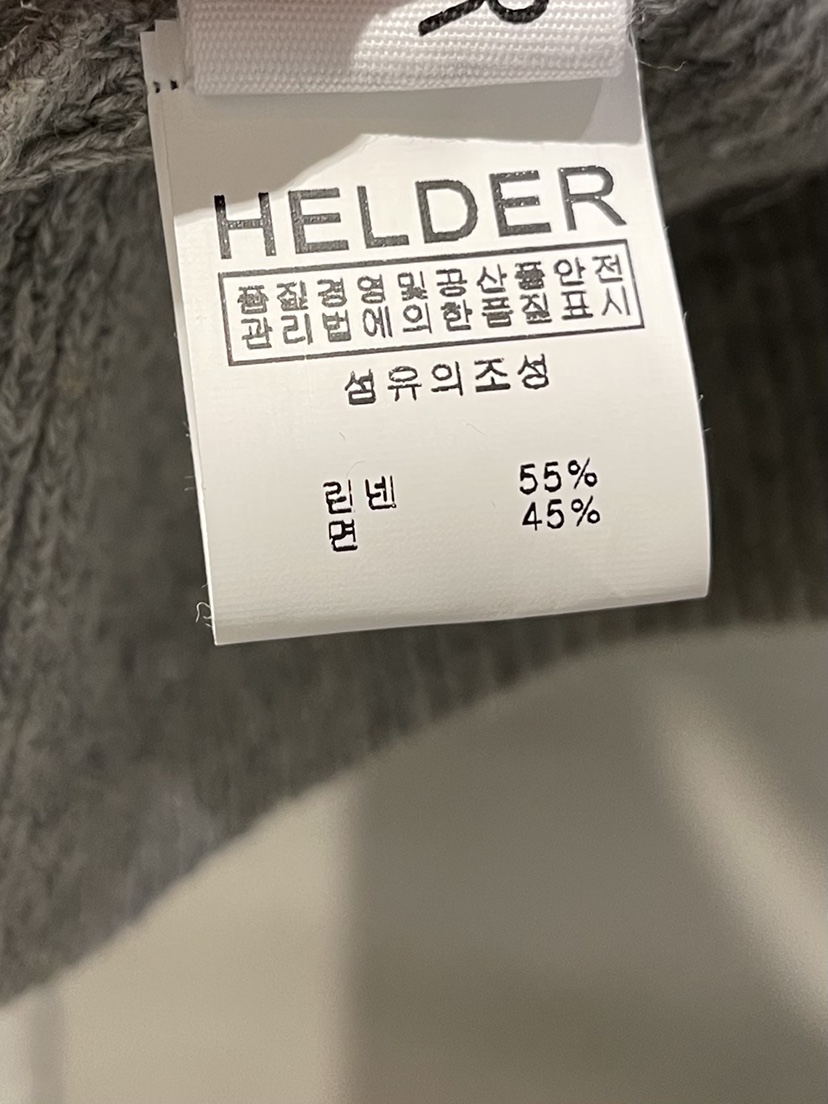 HELDER
품질경영및공산품안전
관리법에의한품질표시
섬유의조성
린넨 55%
면 45%